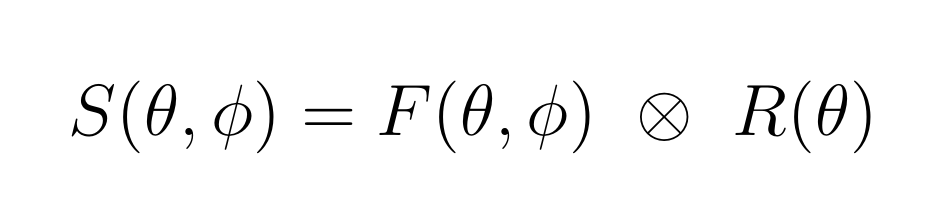 S(θ, ϕ) = F(θ, ϕ) ⊗ R(θ)